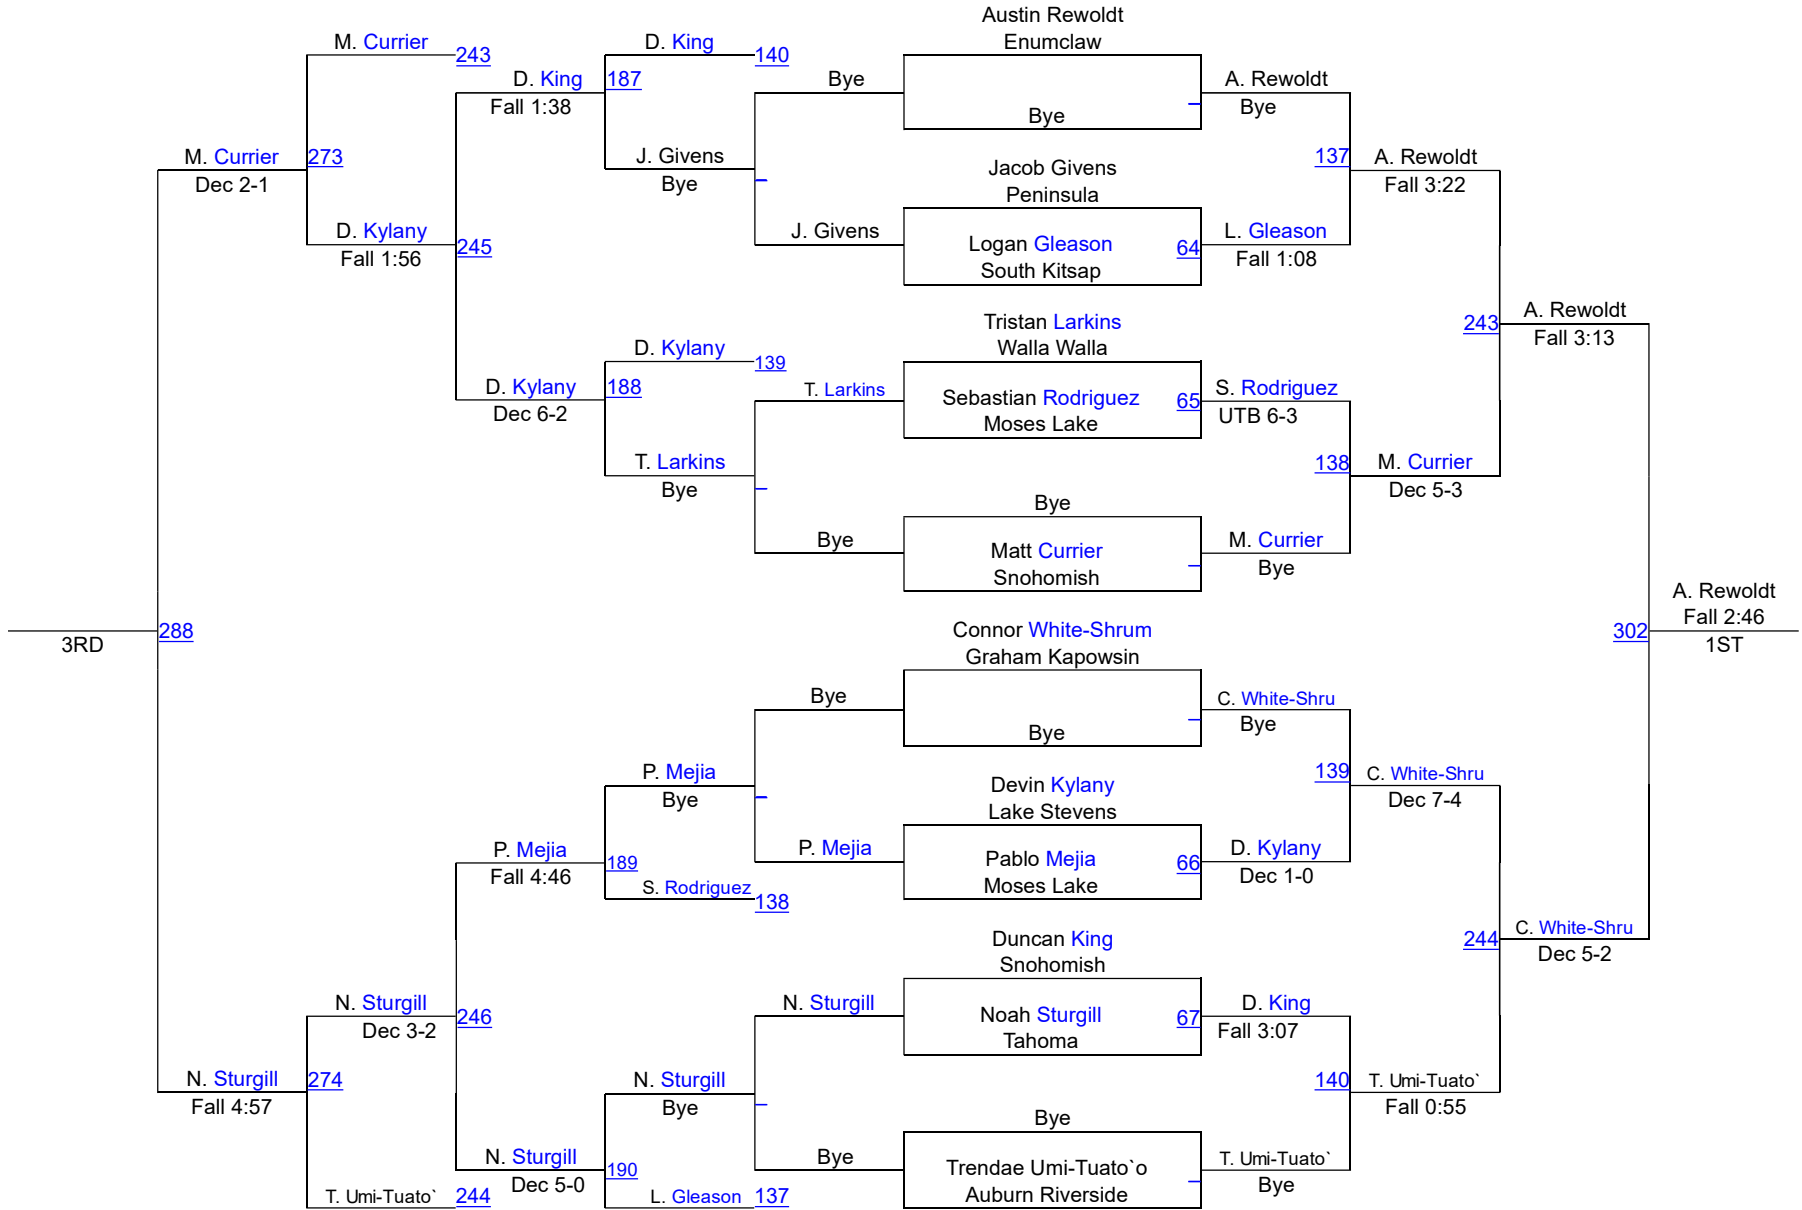 Austin Rewoldt
M. Currier
D. King
Enumclaw
243
140
D. King
187
Bye
A. Rewoldt
Fall 1:38
Bye
Bye
M. Currier
273
J. Givens
137
A. Rewoldt
Dec 2-1
Bye
Jacob Givens
Fall 3:22
Peninsula
D. Kylany
245
J. Givens
Logan Gleason
64
L. Gleason
Fall 1:56
South Kitsap
Fall 1:08
Tristan Larkins
243
A. Rewoldt
D. Kylany
139
Walla Walla
Fall 3:13
D. Kylany
188
T. Larkins
Sebastian Rodriguez
65
S. Rodriguez
Dec 6-2
Moses Lake
UTB 6-3
T. Larkins
138
M. Currier
Bye
Dec 5-3
Bye
Bye
Matt Currier
M. Currier
Snohomish
Bye
A. Rewoldt
Fall 2:46
3RD
288
Connor White-Shrum
302
1ST
Graham Kapowsin
Bye
C. White-Shru
Bye
Bye
P. Mejia
139
C. White-Shru
Bye
Devin Kylany
Dec 7-4
Lake Stevens
P. Mejia
189
P. Mejia
Pablo Mejia
66
D. Kylany
Fall 4:46
Moses Lake
Dec 1-0
S. Rodriguez
138
Duncan King
244
C. White-Shru
Snohomish
Dec 5-2
N. Sturgill
246
N. Sturgill
Noah Sturgill
67
D. King
Dec 3-2
Tahoma
Fall 3:07
N. Sturgill
274
N. Sturgill
140
T. Umi-Tuato`
Fall 4:57
Bye
Fall 0:55
Bye
N. Sturgill
190
Bye
Trendae Umi-Tuato`o
T. Umi-Tuato`
Dec 5-0
Auburn Riverside
Bye
T. Umi-Tuato`
244
L. Gleason
137